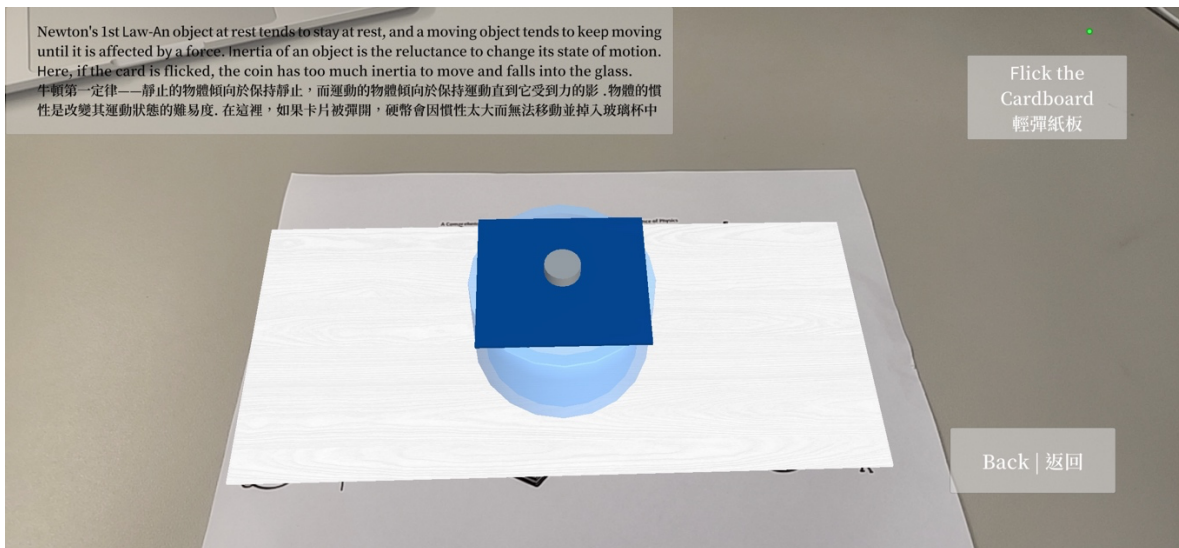 Newton's 1st Law-An object at rest tends to stay at rest, and a moving object tends to keep moving
until it is affected by a force. Inertia of an object is the reluctance to change its state of motion.
Here, if the card is flicked, the coin has too much inertia to move and falls into the glass.
牛頓第一定律——靜止的物體傾向於保持靜止，而運動的物體傾向於保持運動直到它受到力的影 .物體的慣
性是改變其運動狀態的難易度. 在這裡，如果卡片被彈開，硬幣會因慣性太大而無法移動並掉入玻璃杯中
Flick the
Cardboard
輕彈紙板
A Comprehen
nce of Physics
Back | 返回